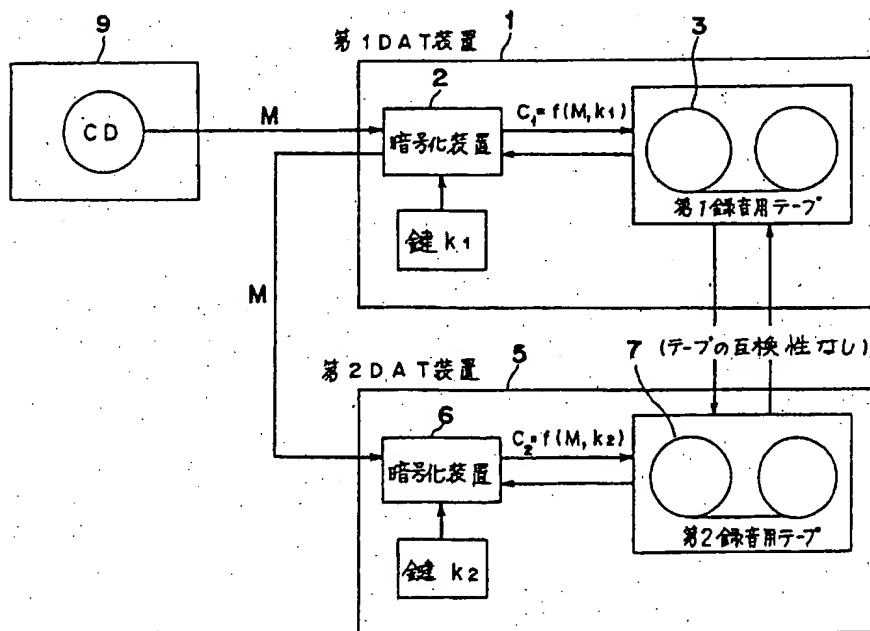 9
CD
M
第1DAT装置
1
2
暗号化装置
C₁=f(M,k1)
3
第1録音用テープ
鍵 k1
M
(テープの互換性なし)
第2DAT装置
5
6
暗号化装置
C₂=f(M,k2)
7
第2録音用テープ
鍵 k2